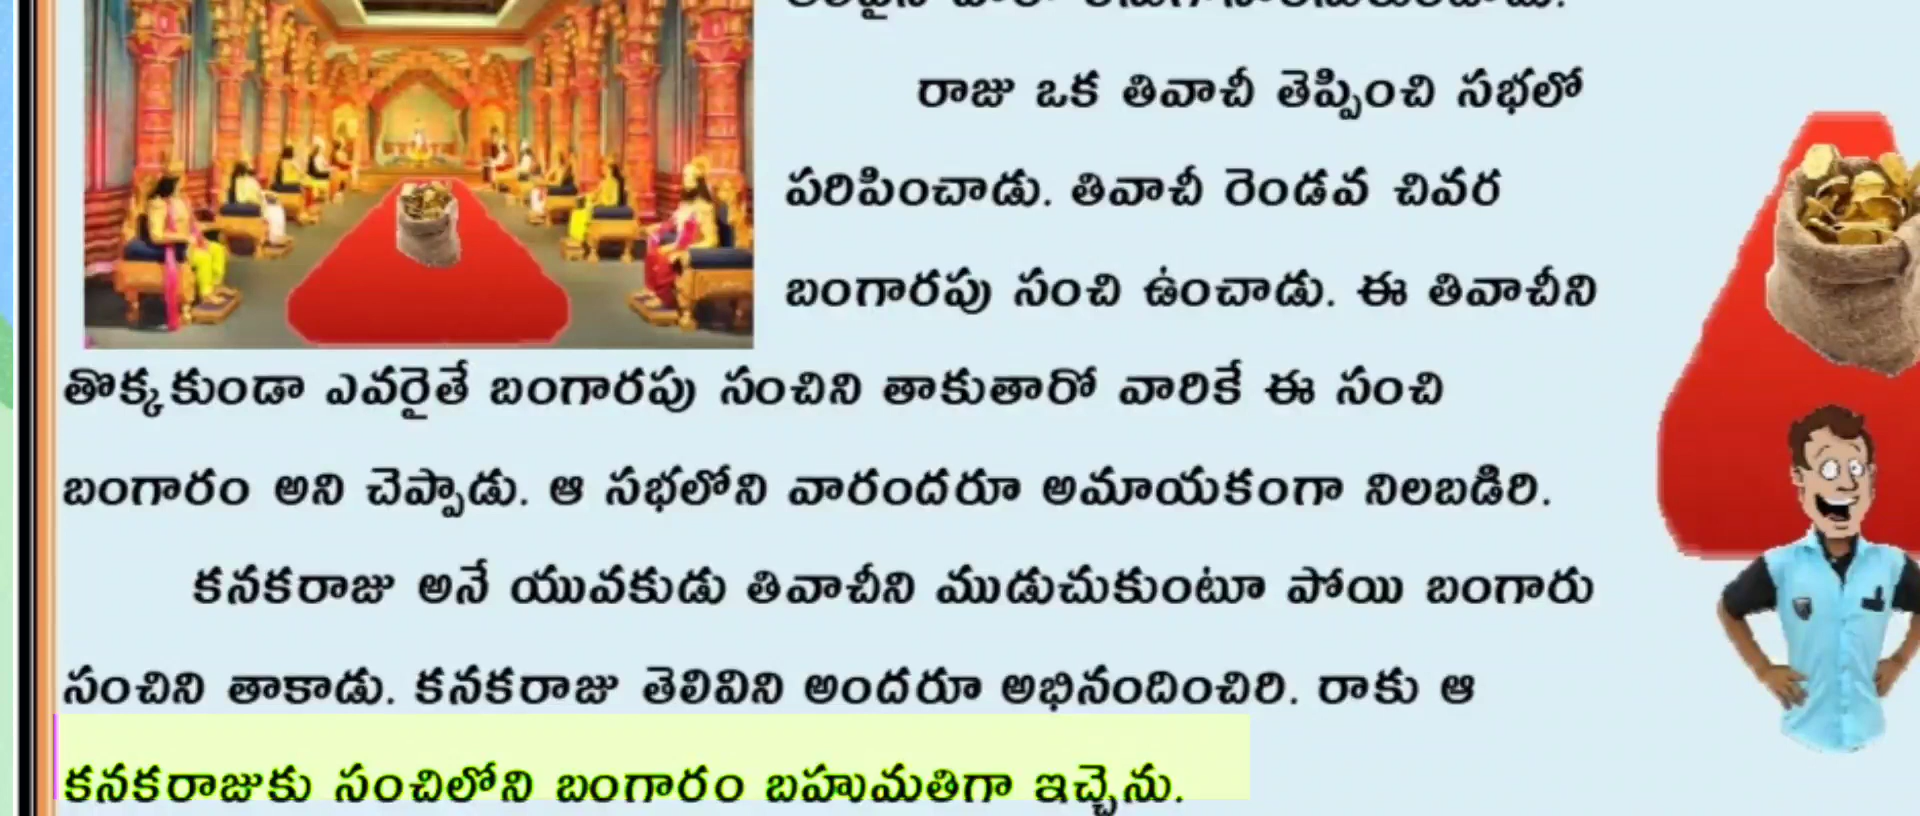 రాజు ఒక తివాచీ తెప్పించి సభలో
పరిపించాడు. తివాచీ రెండవ చివర
బంగారపు సంచి ఉంచాడు. ఈ తివాచీని
తొక్కకుండా ఎవరైతే బంగారపు సంచిని తాకుతారో వారికే ఈ సంచి
బంగారం అని చెప్పాడు. ఆ సభలోని వారందరూ అమాయకంగా నిలబడిరి.
కనకరాజు అనే యువకుడు తివాచీని ముడుచుకుంటూ పోయి బంగారు
సంచిని తాకాడు. కనకరాజు తెలివిని అందరూ అభినందించిరి. రాకు ఆ
కనకరాజుకు సంచిలోని బంగారం బహుమతిగా ఇచ్చెను.